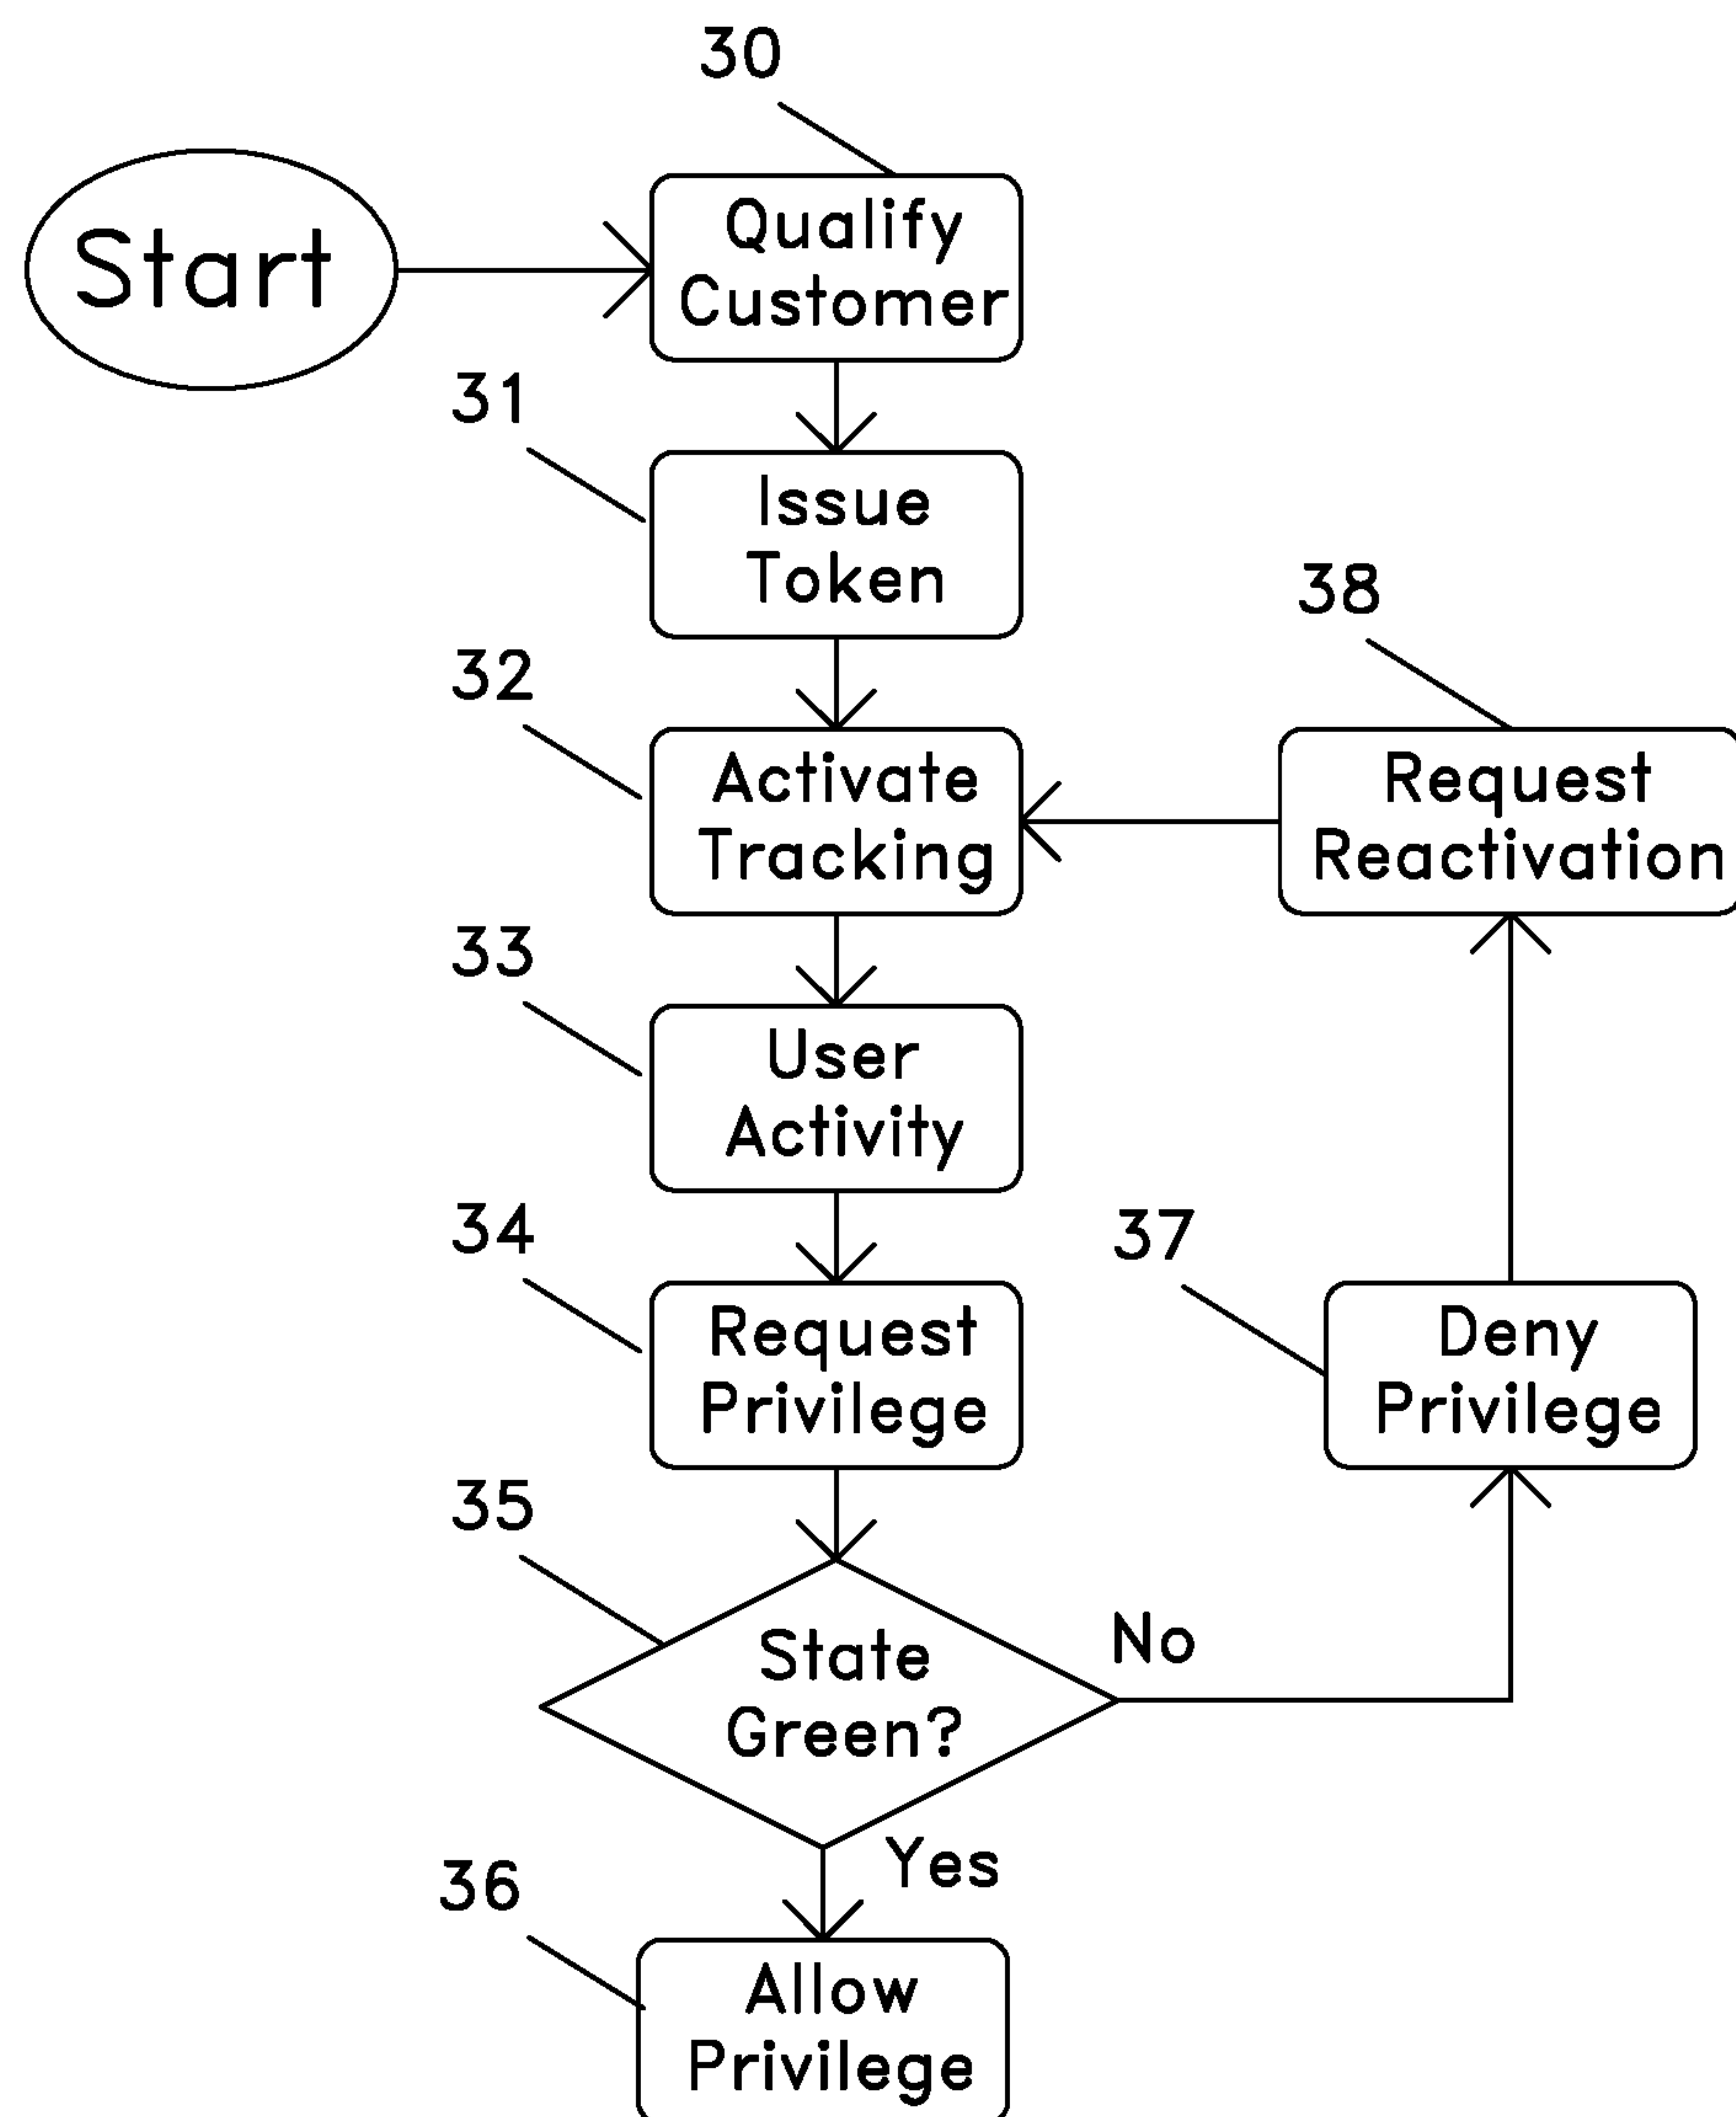 30
Start
Qualify
Customer
31
Issue
Token
32
Activate
Tracking
38
Request
Reactivation
33
User
Activity
34
Request
Privilege
37
Deny
Privilege
35
State
Green?
No
Yes
36
Allow
Privilege